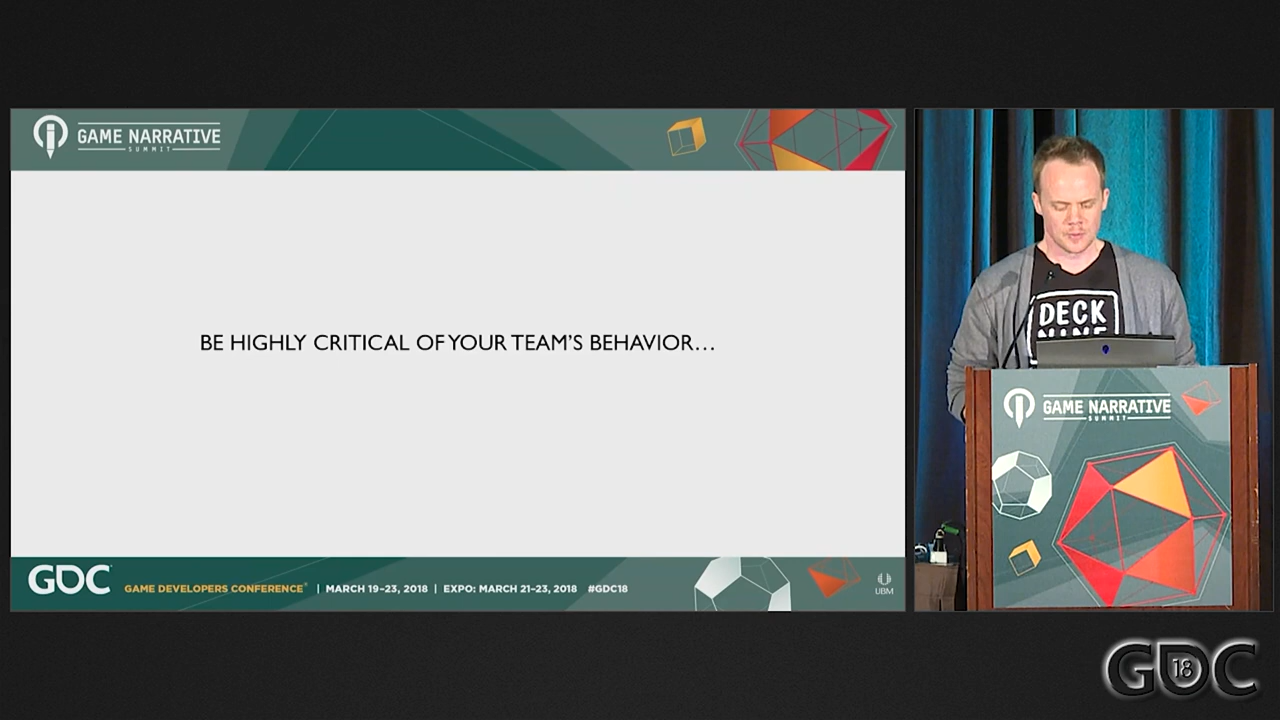 GAME NARRATIVE
SUMMIT
BE HIGHLY CRITICAL OF YOUR TEAM'S BEHAVIOR...
GDC
GAME DEVELOPERS CONFERENCE® | MARCH 19–23, 2018 | EXPO: MARCH 21–23, 2018 #GDC18
UBM
DECK
NINE
GAME NARRATIVE
SUMMIT
GDC
18